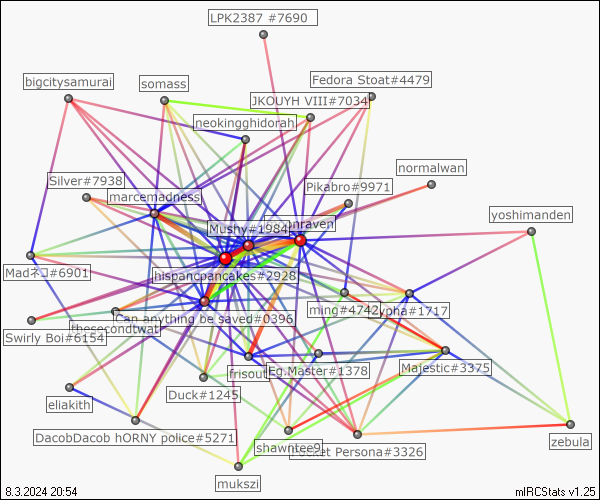 LPK2387 #7690
bigcitysamurai
somass
Fedora Stoat#4479
JKOUYH VIII#7034
neokingghidorah
normalwan
Silver#7938
Pikabro#9971
marcemadness
yoshimanden
Mushy#1984
onraven
MadネJ#6901
hispanicpancakes#2928
ming#4742
ypha#1717
Can anything be saved#0396
thesecondtwat
Swirly Boi#6154
frisout
Eg.Master#1378
Majestic#3375
eliakith
Duck#1245
DacobDacob hORNY police#5271
shawntee9
Pocket Persona#3326
zebula
mukszi
8.3.2024 20:54
mIRCStats v1.25